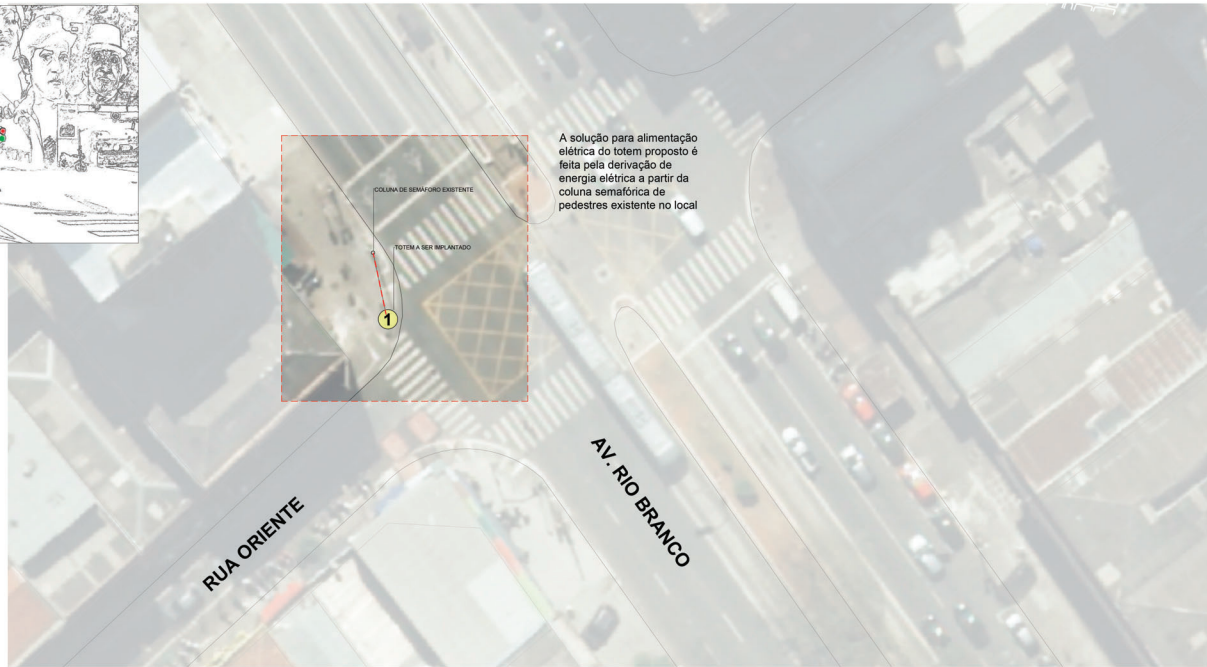 A solução para alimentação
elétrica do totem proposto é
feita pela derivação de
energia elétrica a partir da
coluna semafórica de
pedestres existente no local
COLUNA DE SEMAFORO EXISTENTE
TOTEM A SER IMPLANTADO
1
AV. RIO BRANCO
RUA ORIENTE